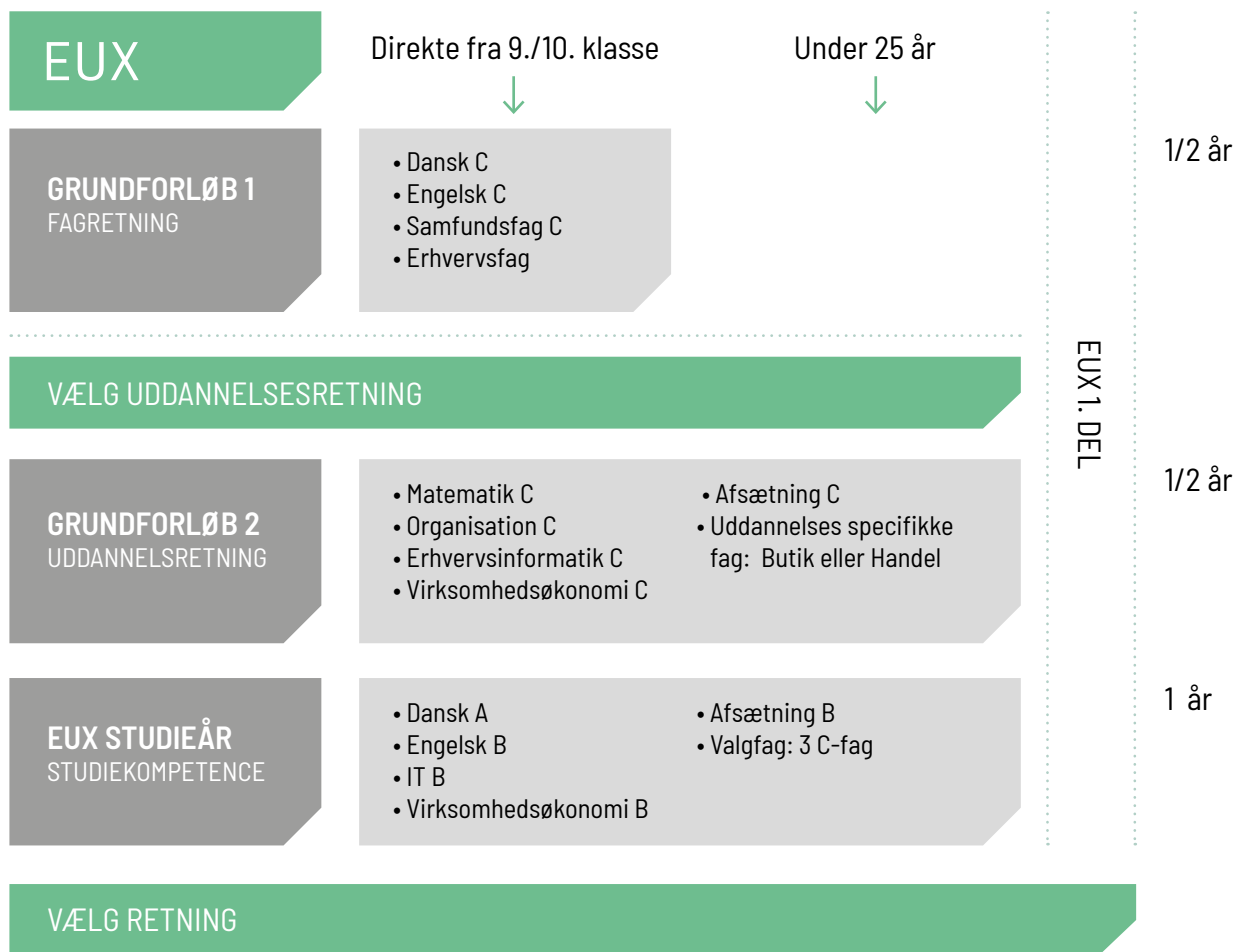 EUX
Direkte fra 9./10. klasse
Under 25 år
GRUNDFORLØB 1
FAGRETNING
• Dansk C
• Engelsk C
• Samfundsfag C
• Erhvervsfag
1/2 år
VÆLG UDDANNELSESRETNING
EUX 1. DEL
GRUNDFORLØB 2
UDDANNELSRETNING
• Matematik C
• Organisation C
• Erhvervsinformatik C
• Virksomhedsøkonomi C
• Afsætning C
• Uddannelses specifikke
fag: Butik eller Handel
1/2 år
EUX STUDIEÅR
STUDIEKOMPETENCE
• Dansk A
• Engelsk B
• IT B
• Virksomhedsøkonomi B
• Afsætning B
• Valgfag: 3 C-fag
1 år
VÆLG RETNING